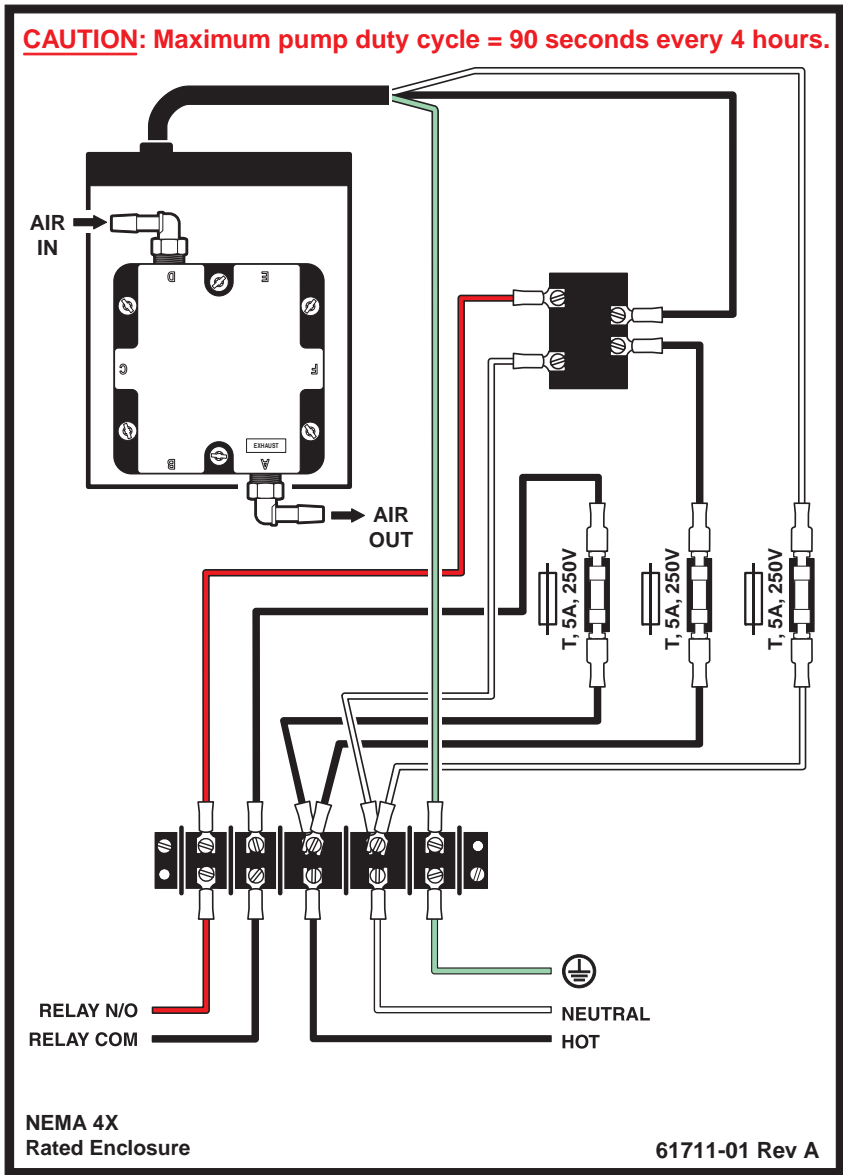 CAUTION: Maximum pump duty cycle = 90 seconds every 4 hours.
AIR
IN
D
E
C
F
EXHAUST
B
A
AIR
OUT
T, 5A, 250V
T, 5A, 250V
T, 5A, 250V
RELAY N/O
RELAY COM
NEUTRAL
HOT
NEMA 4X
Rated Enclosure
61711-01 Rev A